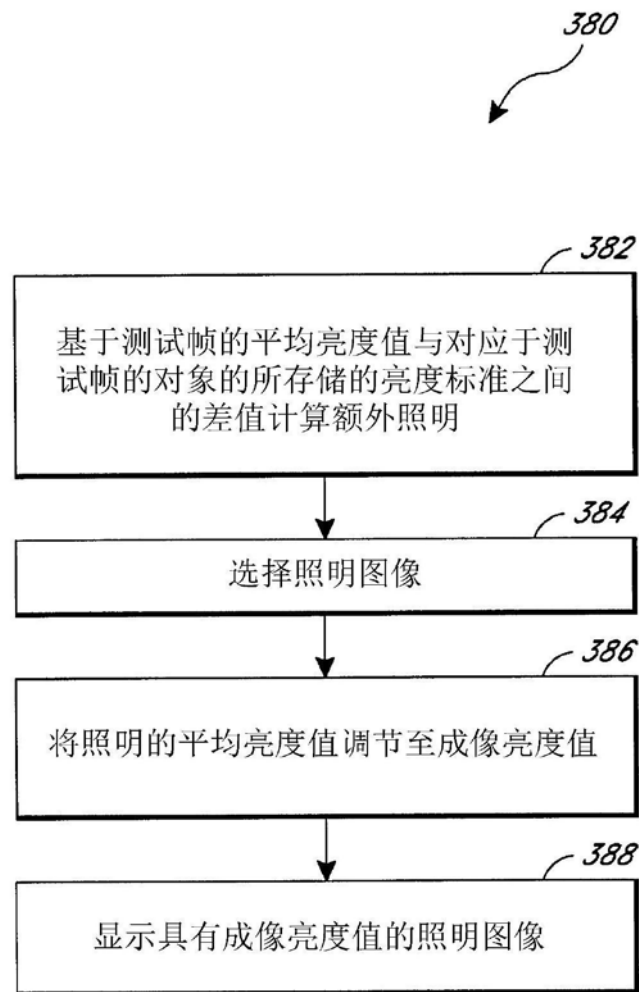 380
382
基于测试帧的平均亮度值与对应于测
试帧的对象的所存储的亮度标准之间
的差值计算额外照明
384
选择照明图像
386
将照明的平均亮度值调节至成像亮度值
388
显示具有成像亮度值的照明图像